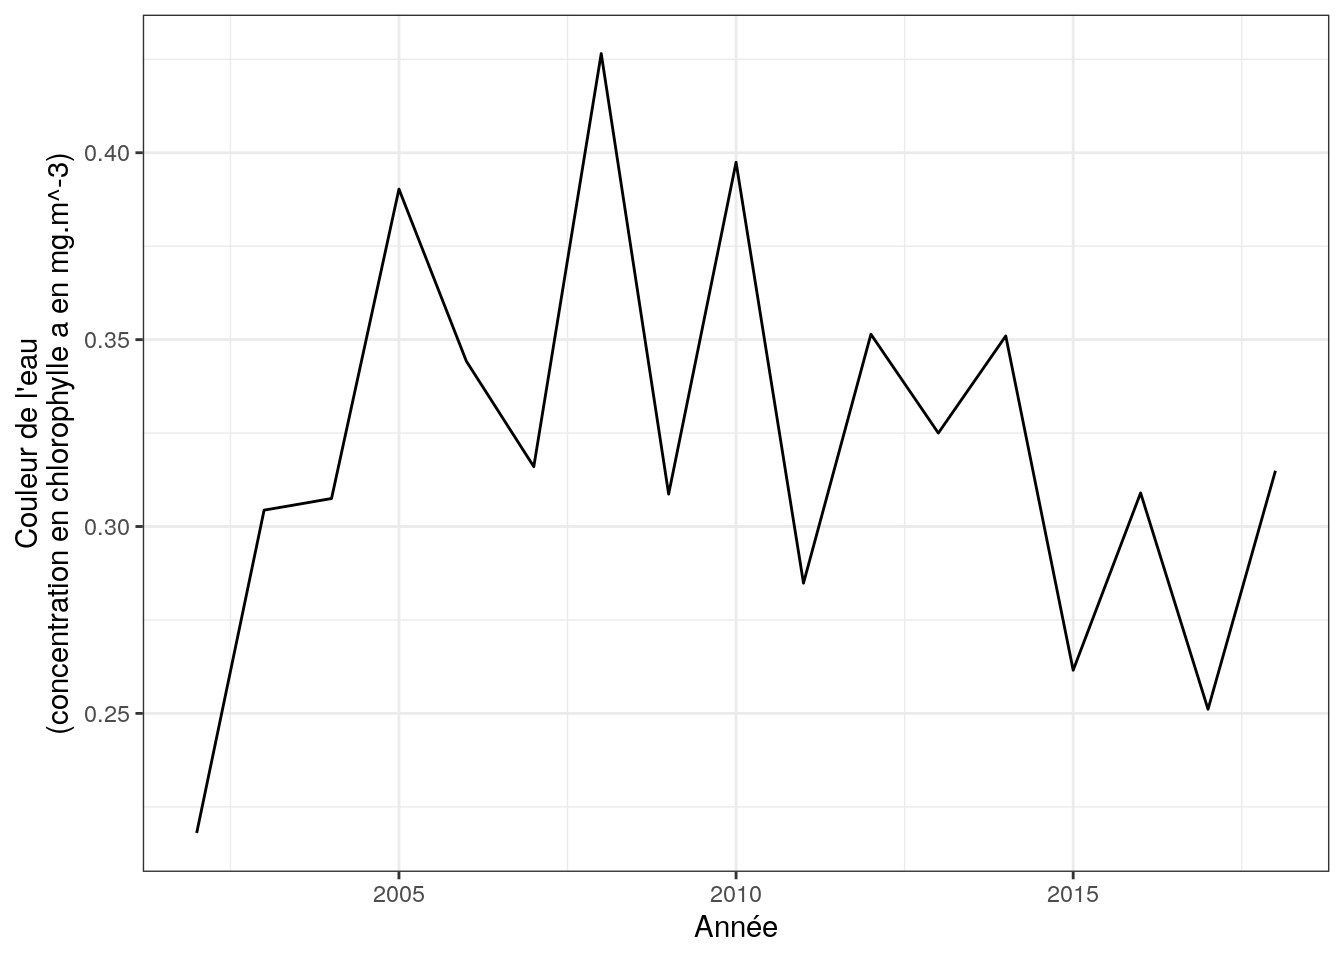 Couleur de l'eau
(concentration en chlorophylle a en mg.m^-3)
0.40
0.35
0.30
0.25
2005
2010
2015
Année